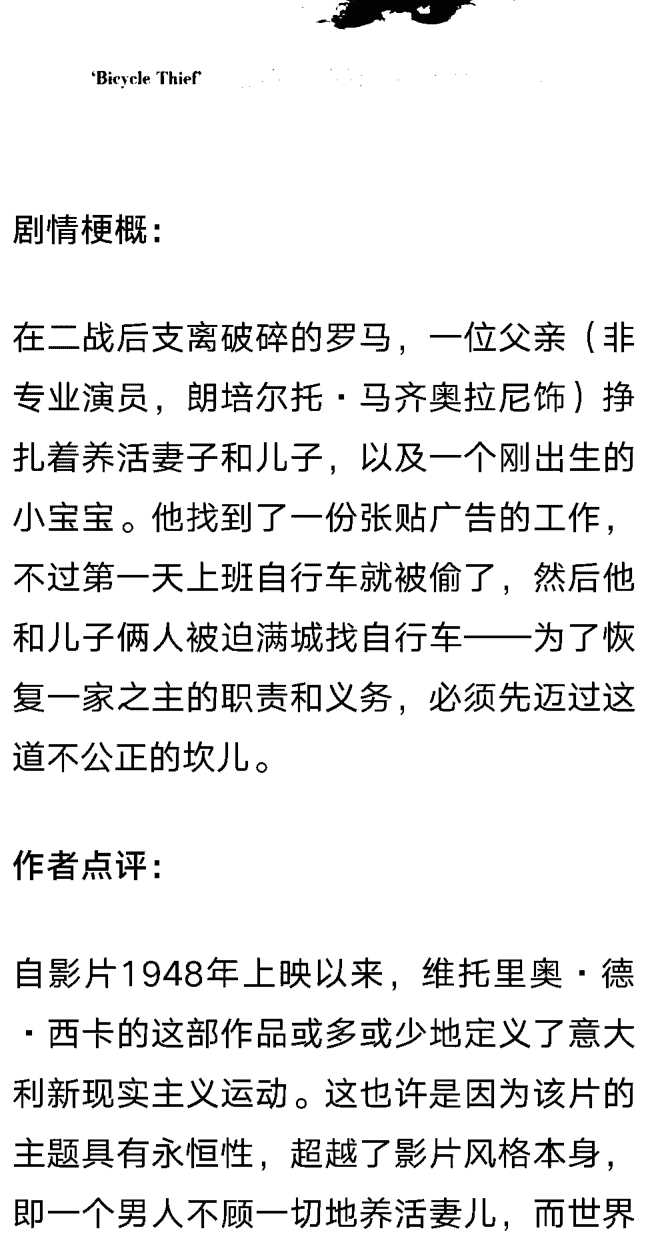 ‘Bicycle Thief’
剧情梗概：
在二战后支离破碎的罗马，一位父亲（非
专业演员，朗培尔托·马齐奥拉尼饰）挣
扎着养活妻子和儿子，以及一个刚出生的
小宝宝。他找到了一份张贴广告的工作，
不过第一天上班自行车就被偷了，然后他
和儿子俩人被迫满城找自行车——为了恢
复一家之主的职责和义务，必须先迈过这
道不公正的坎儿。
作者点评：
自影片1948年上映以来，维托里奥·德
·西卡的这部作品或多或少地定义了意大
利新现实主义运动。这也许是因为该片的
主题具有永恒性，超越了影片风格本身，
即一个男人不顾一切地养活妻儿，而世界